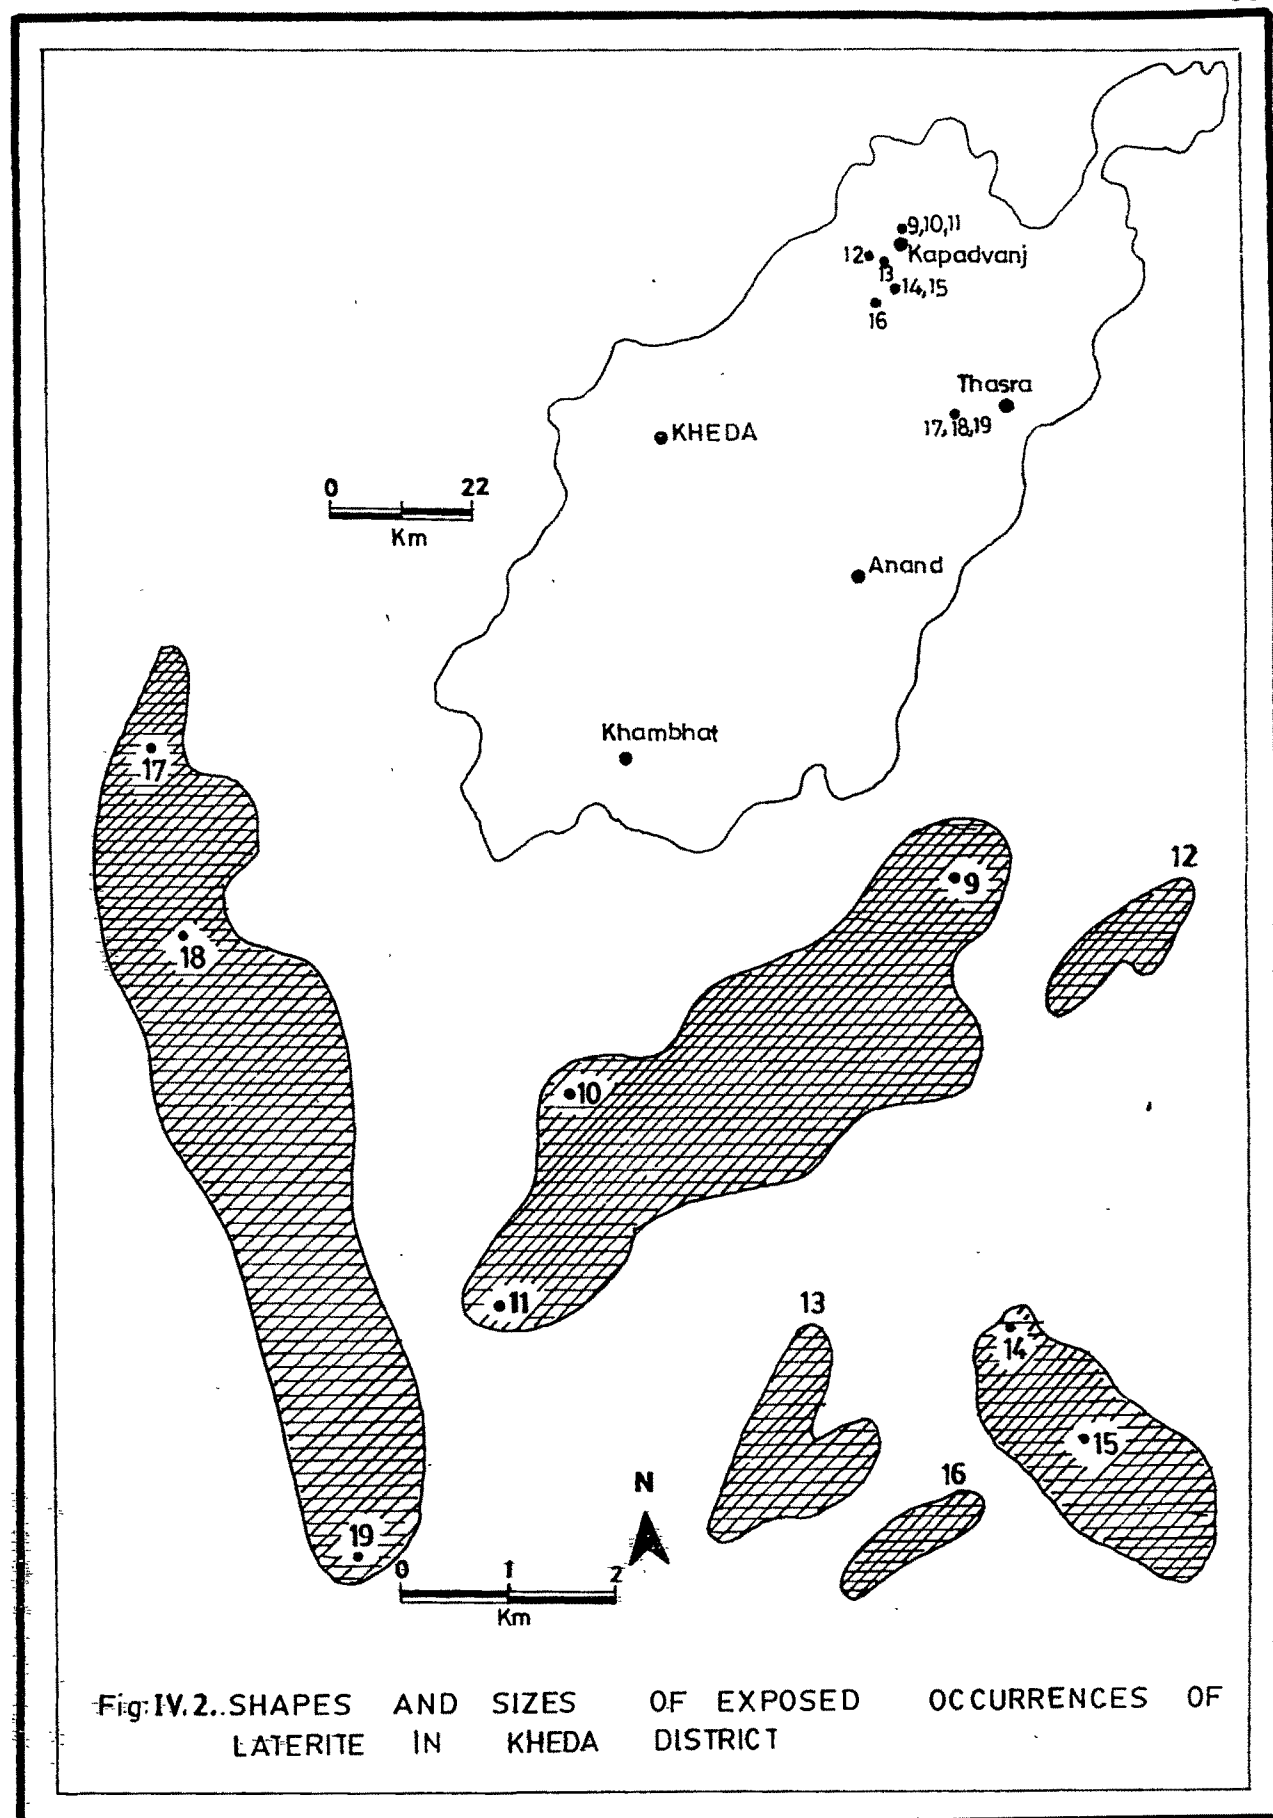 9,10,11
Kapadvanj
12
13
14,15
16
Thasra
17,18,19
KHEDA
0 22
Km
Anand
Khambhat
17
18
19
9
10
11
12
13
14
15
16
N
0 1 2
Km
Fig:IV.2..SHAPES AND SIZES OF EXPOSED OCCURRENCES OF
LATERITE IN KHEDA DISTRICT